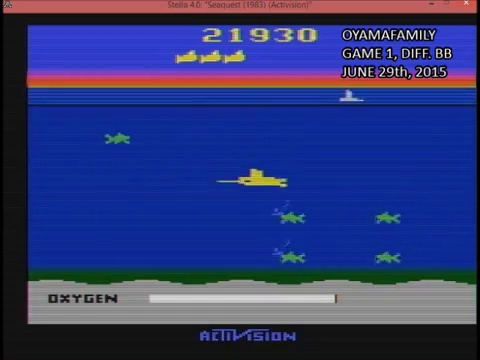 Stella 4.0: "Seaquest (1983) (Activision)"
21930
OYAMAFAMILY
GAME 1, DIFF. BB
JUNE 29th, 2015
OXYGEN
ACTIVISION